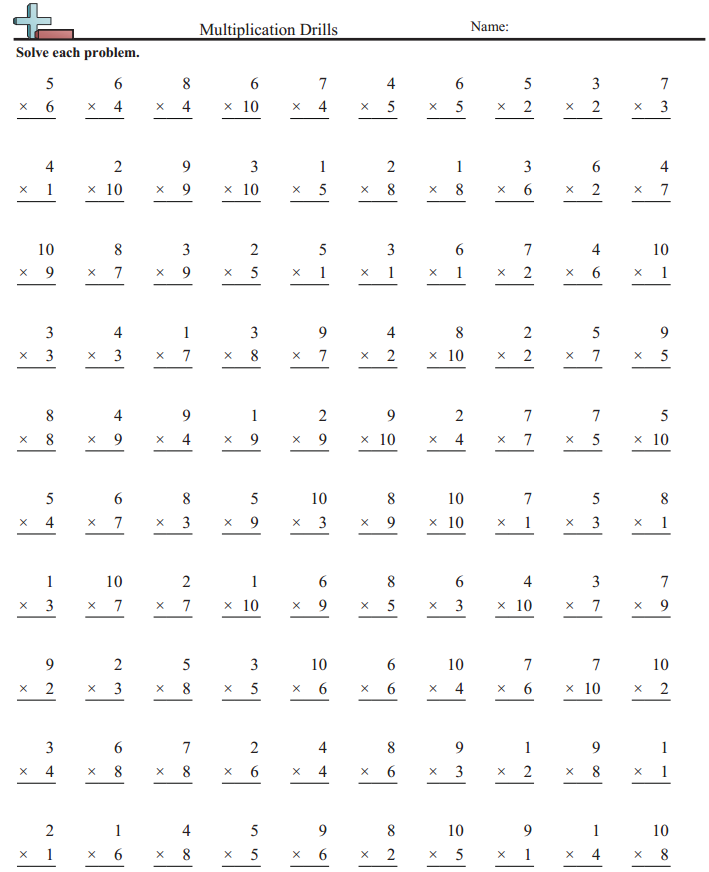 Multiplication Drills Name:
Solve each problem.
5 6 8 6 7 4 6 5 3 7
× 6 × 4 × 4 × 10 × 4 × 5 × 5 × 2 × 2 × 3
4 2 9 3 1 2 1 3 6 4
× 1 × 10 × 9 × 10 × 5 × 8 × 8 × 6 × 2 × 7
10 8 3 2 5 3 6 7 4 10
× 9 × 7 × 9 × 5 × 1 × 1 × 1 × 2 × 6 × 1
3 4 1 3 9 4 8 2 5 9
× 3 × 3 × 7 × 8 × 7 × 2 × 10 × 2 × 7 × 5
8 4 9 1 2 9 2 7 7 5
× 8 × 9 × 4 × 9 × 9 × 10 × 4 × 7 × 5 × 10
5 6 8 5 10 8 10 7 5 8
× 4 × 7 × 3 × 9 × 3 × 9 × 10 × 1 × 3 × 1
1 10 2 1 6 8 6 4 3 7
× 3 × 7 × 7 × 10 × 9 × 5 × 3 × 10 × 7 × 9
9 2 5 3 10 6 10 7 7 10
× 2 × 3 × 8 × 5 × 6 × 6 × 4 × 6 × 10 × 2
3 6 7 2 4 8 9 1 9 1
× 4 × 8 × 8 × 6 × 4 × 6 × 3 × 2 × 8 × 1
2 1 4 5 9 8 10 9 1 10
× 1 × 6 × 8 × 5 × 6 × 2 × 5 × 1 × 4 × 8